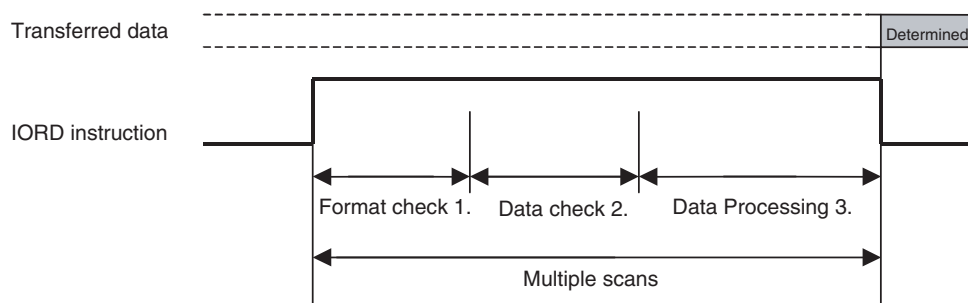 Transferred data
Determined
IORD instruction
Format check 1.
Data check 2.
Data Processing 3.
Multiple scans